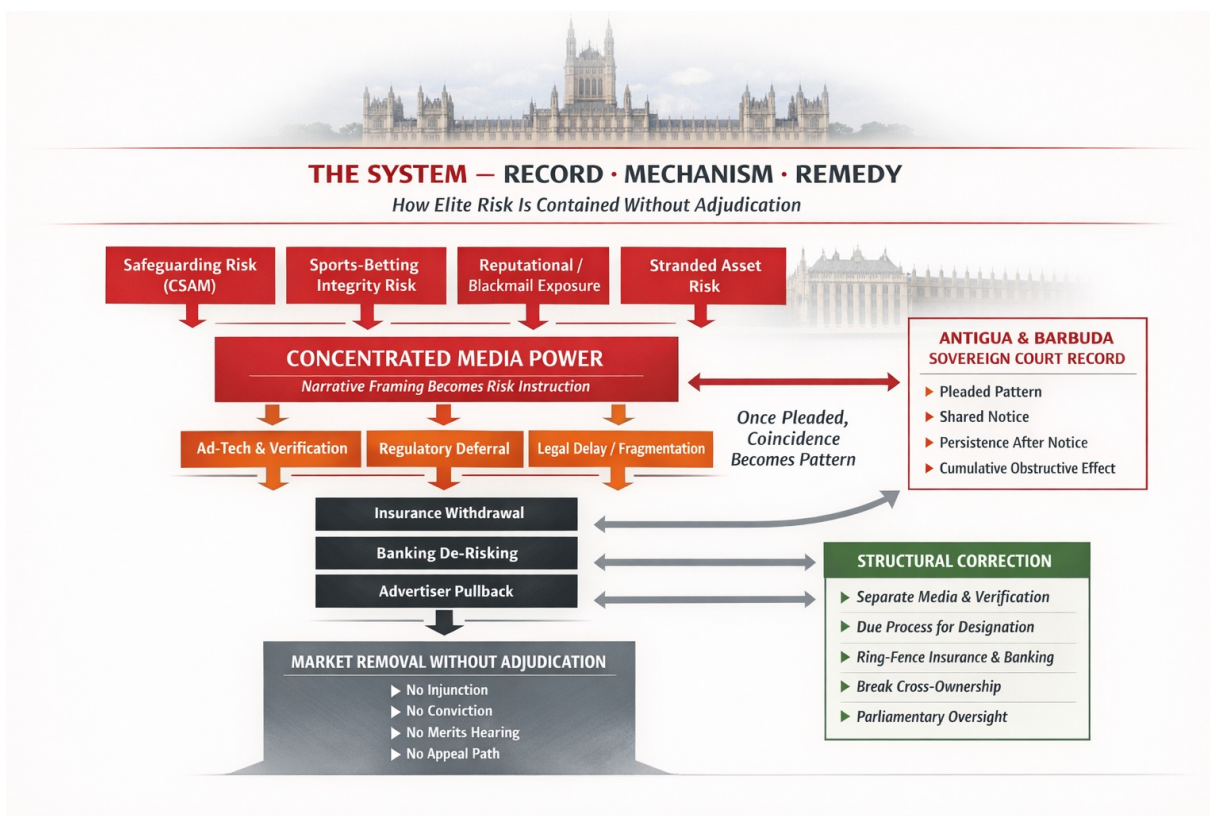 THE SYSTEM — RECORD · MECHANISM · REMEDY
How Elite Risk Is Contained Without Adjudication
Safeguarding Risk
(CSAM)
Sports-Betting
Integrity Risk
Reputational /
Blackmail Exposure
Stranded Asset
Risk
CONCENTRATED MEDIA POWER
Narrative Framing Becomes Risk Instruction
Ad-Tech & Verification
Regulatory Deferral
Legal Delay / Fragmentation
Once Pleaded,
Coincidence
Becomes Pattern
ANTIGUA & BARBUDA
SOVEREIGN COURT RECORD
Pleaded Pattern
Shared Notice
Persistence After Notice
Cumulative Obstructive Effect
Insurance Withdrawal
Banking De-Risking
Advertiser Pullback
STRUCTURAL CORRECTION
Separate Media & Verification
Due Process for Designation
Ring-Fence Insurance & Banking
Break Cross-Ownership
Parliamentary Oversight
MARKET REMOVAL WITHOUT ADJUDICATION
No Injunction
No Conviction
No Merits Hearing
No Appeal Path